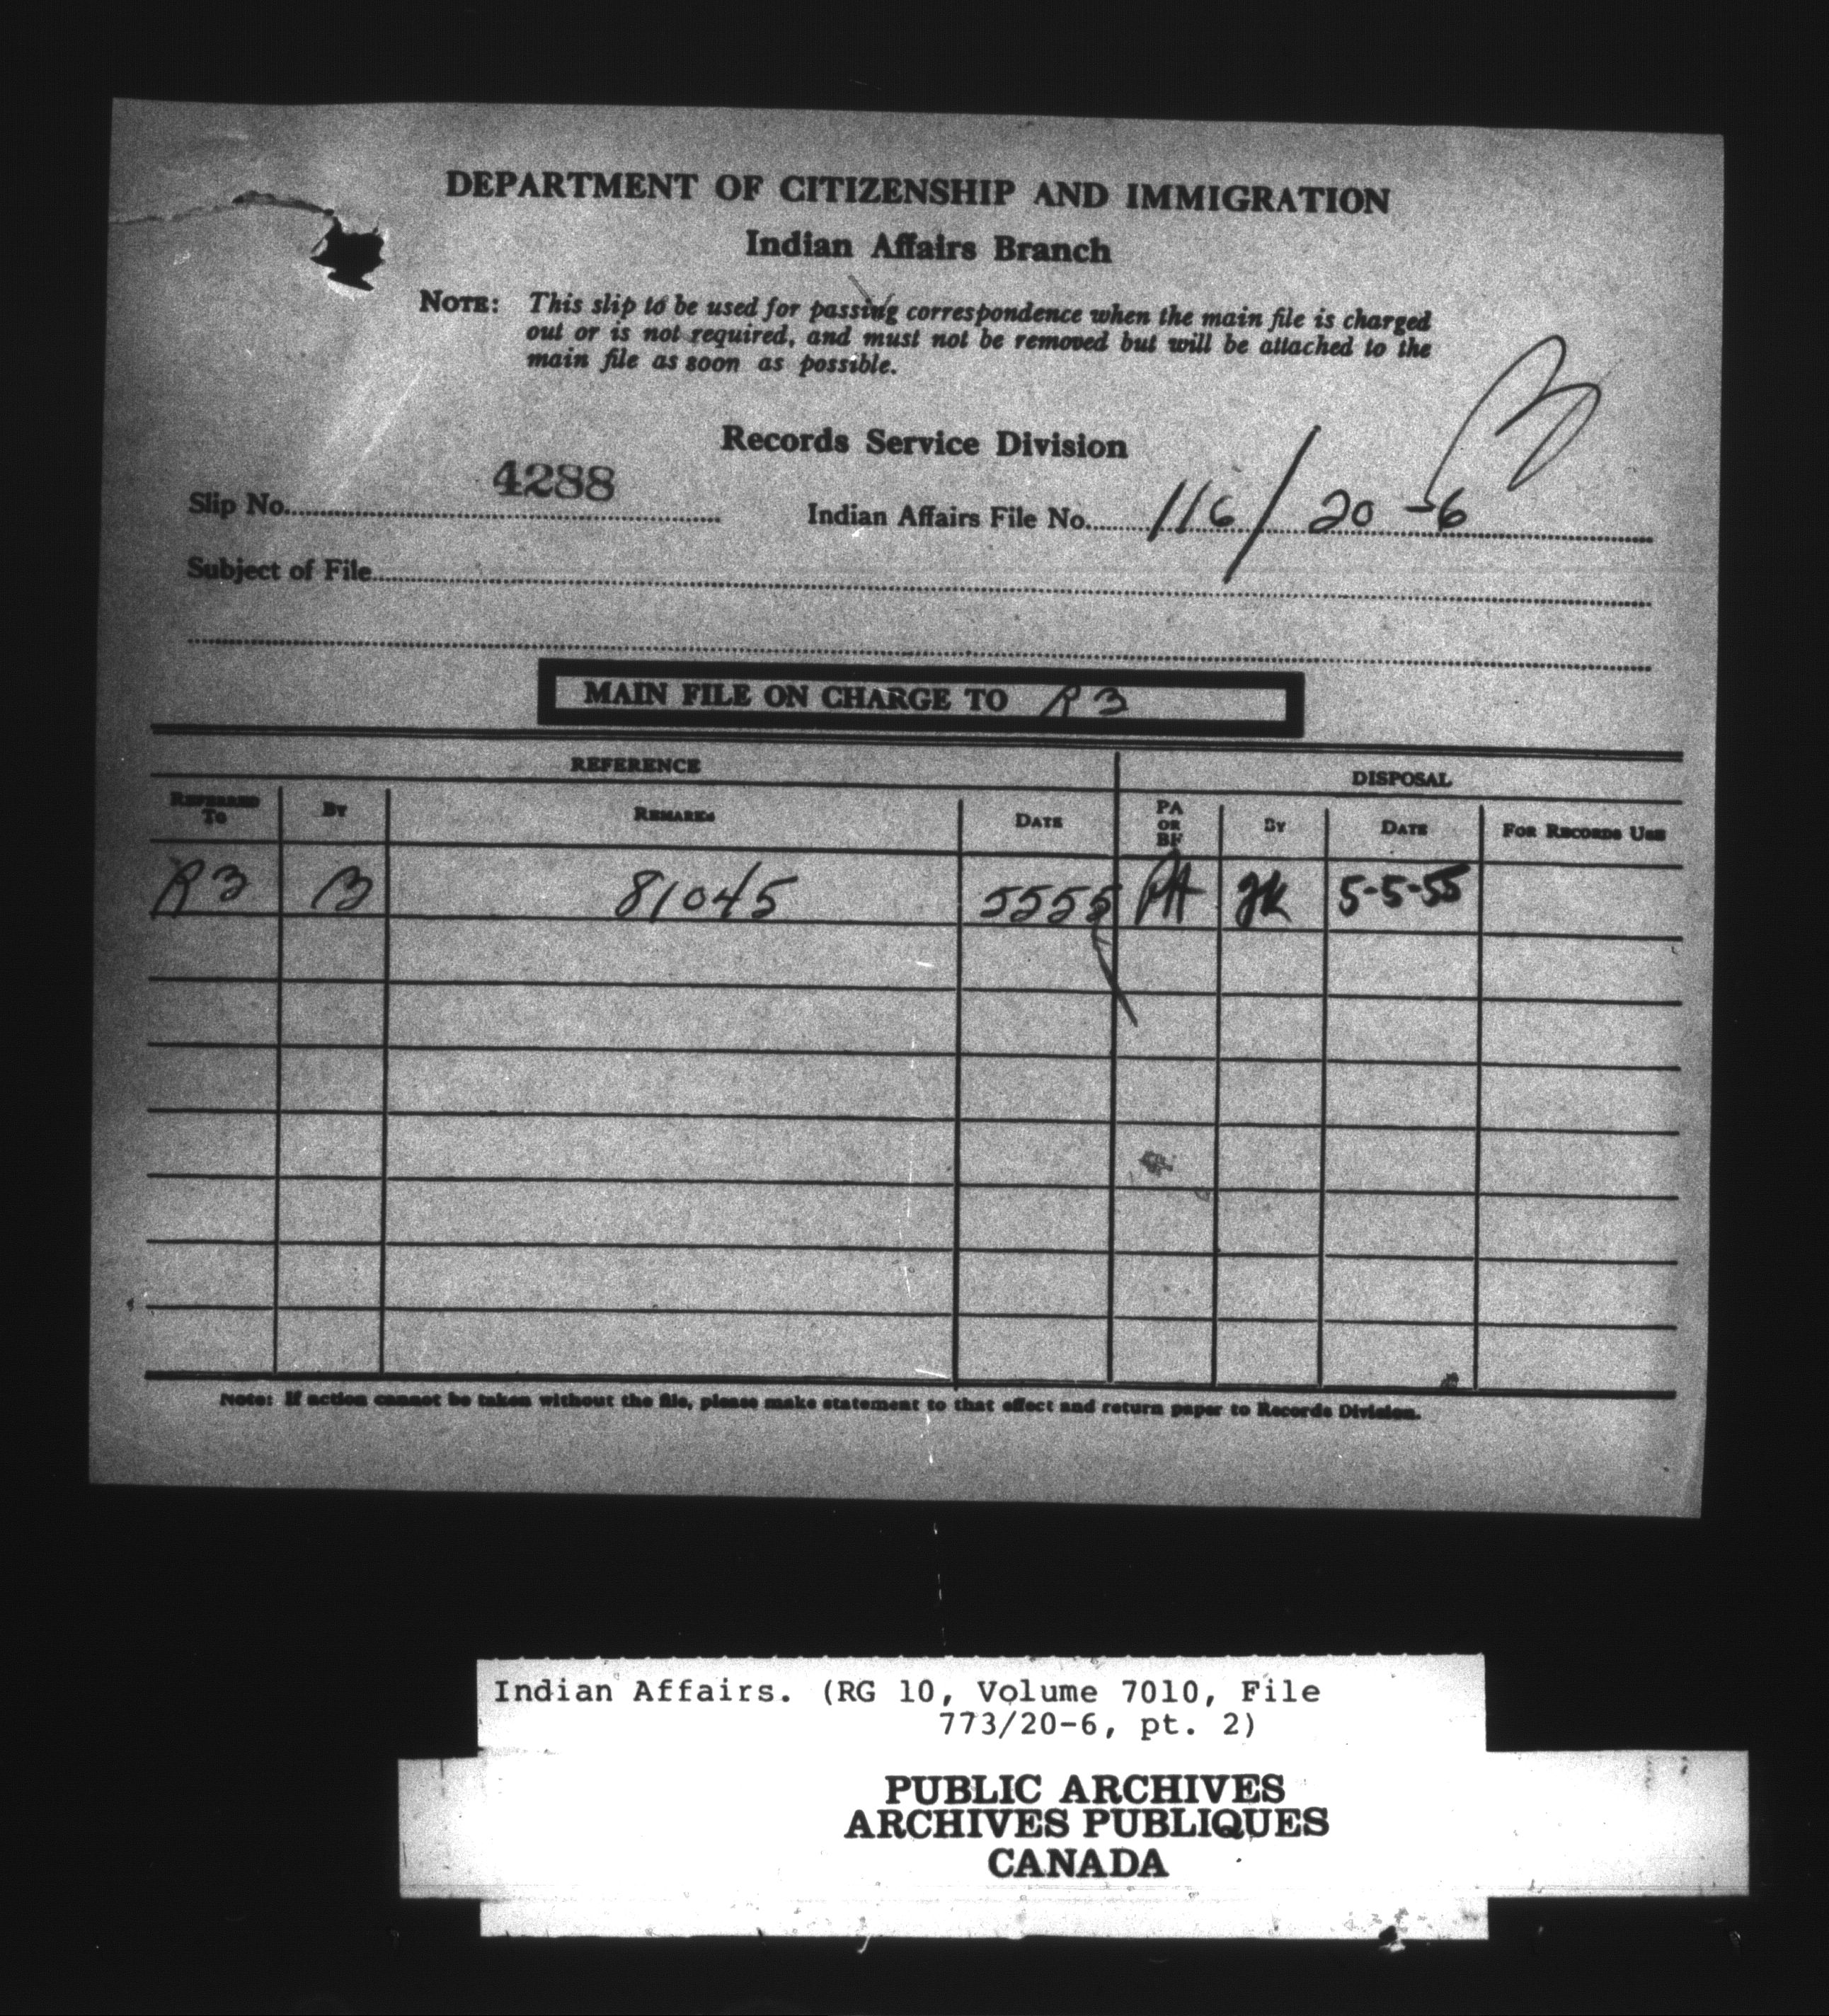 DEPARTMENT OF CITIZENSHIP AND IMMIGRATION
Indian Affairs Branch
NOTE: This slip to be used for passing correspondence when the main file is charged
out or is not required, and must not be removed but will be attached to the
main file as soon as possible.
Records Service Division
Slip No. 4288 Indian Affairs File No. 116/20-6
Subject of File
MAIN FILE ON CHARGE TO R3
REFERENCE DISPOSAL
REFERRED TO BY REMARKS DATE PA OR BF BY DATE FOR RECORDS USE
R3 B 81045 5555 PA 5-5-55
Note: If action cannot be taken without the file, please make statement to that effect and return paper to Records Division.
Indian Affairs. (RG 10, Volume 7010, File
773/20-6, pt. 2)
PUBLIC ARCHIVES
ARCHIVES PUBLIQUES
CANADA